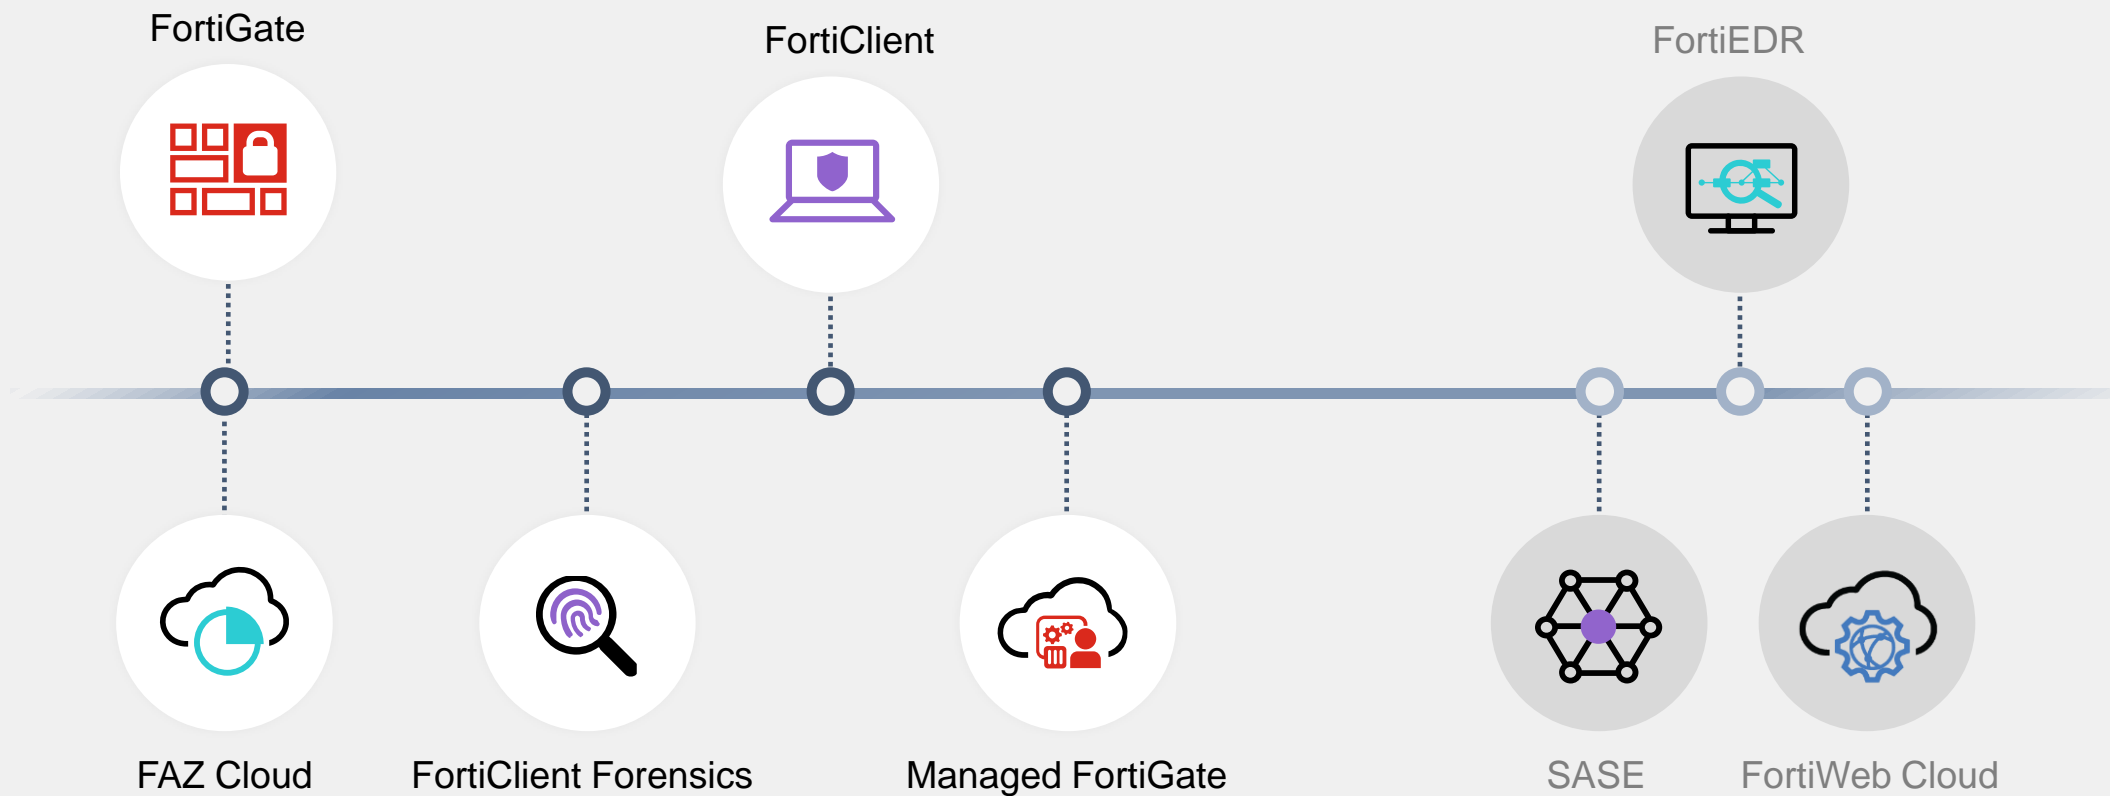 FortiGate
FortiClient
FortiEDR
FAZ Cloud
FortiClient Forensics
Managed FortiGate
SASE
FortiWeb Cloud